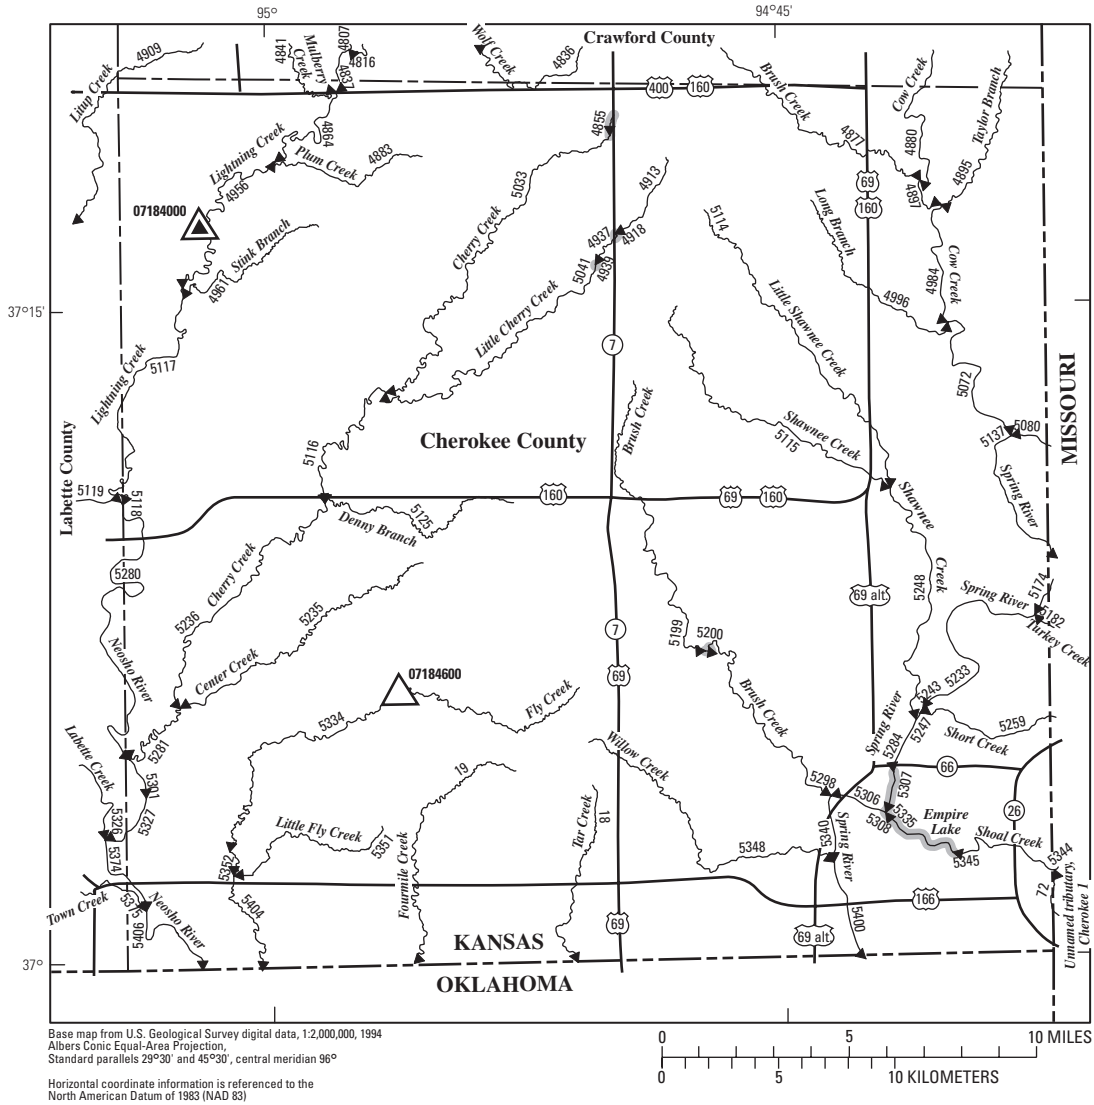 95°
94°45'
4909
4841
Mulberry
Creek
4807
4816
4837
Wolf Creek
4836
Crawford County
Litup Creek
400
160
Brush Creek
Cow Creek
Taylor Branch
4864
4855
4877
4880
Lightning Creek
Plum Creek
4883
4956
5033
4913
69
160
4895
4897
07184000
Stink Branch
4961
Cherry Creek
4937
4918
5041
4939
5114
Long Branch
Cow Creek
4984
4996
37°15'
Little Cherry Creek
Little Shawnee Creek
7
Lightning Creek
5117
5072
MISSOURI
Brush Creek
Shawnee Creek
5115
5137
5080
Cherokee County
5116
Labette County
5119
5118
160
69
160
Shawnee
Creek
Spring River
Denny Branch
5125
5280
Cherry Creek
5236
5235
69 alt.
5248
Spring River
5174
5182
Turkey Creek
7
5199
5200
Neosho River
Center Creek
07184600
69
5233
5243
5247
5334
Fly Creek
Brush Creek
Spring River
5284
5259
Short Creek
5281
Labette Creek
Willow Creek
66
5301
19
5298
5307
5306
26
5326
5327
Little Fly Creek
5351
Fourmile Creek
Tar Creek
18
5340
Spring River
5308
5335
Empire
Lake
Shoal Creek
5374
5352
5348
5345
5344
5375
Town Creek
Neosho River
5404
5406
166
72
Unnamed tributary,
Cherokee 1
5400
69
69 alt.
KANSAS
37°
OKLAHOMA
Base map from U.S. Geological Survey digital data, 1:2,000,000, 1994
Albers Conic Equal-Area Projection,
Standard parallels 29°30' and 45°30', central meridian 96°
Horizontal coordinate information is referenced to the
North American Datum of 1983 (NAD 83)
0
5
10 MILES
0
5
10 KILOMETERS